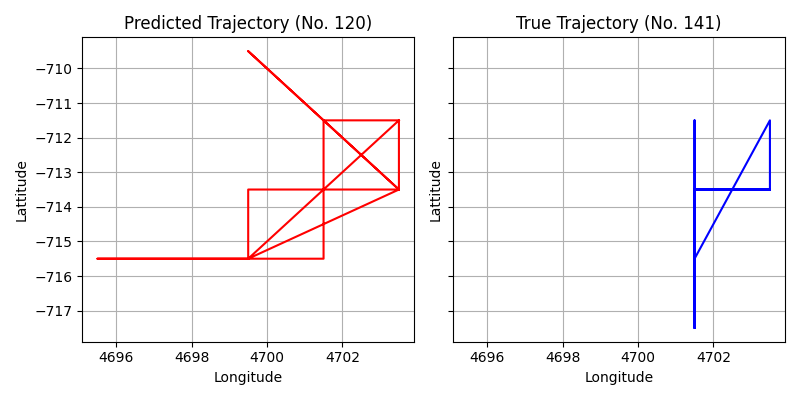 Predicted Trajectory (No. 120)
True Trajectory (No. 141)
Lattitude
−710
−711
−712
−713
−714
−715
−716
−717
4696
4698
4700
4702
Longitude
Lattitude
4696
4698
4700
4702
Longitude